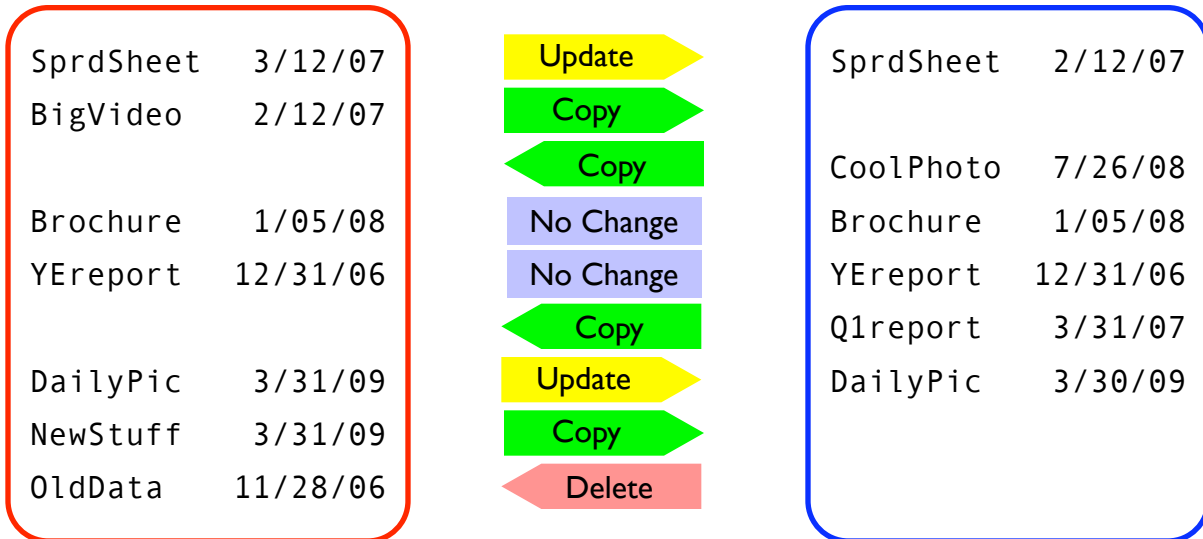 SprdSheet 3/12/07 Update SprdSheet 2/12/07
BigVideo 2/12/07 Copy
Copy CoolPhoto 7/26/08
Brochure 1/05/08 No Change Brochure 1/05/08
YEreport 12/31/06 No Change YEreport 12/31/06
Copy Q1report 3/31/07
DailyPic 3/31/09 Update DailyPic 3/30/09
NewStuff 3/31/09 Copy
OldData 11/28/06 Delete